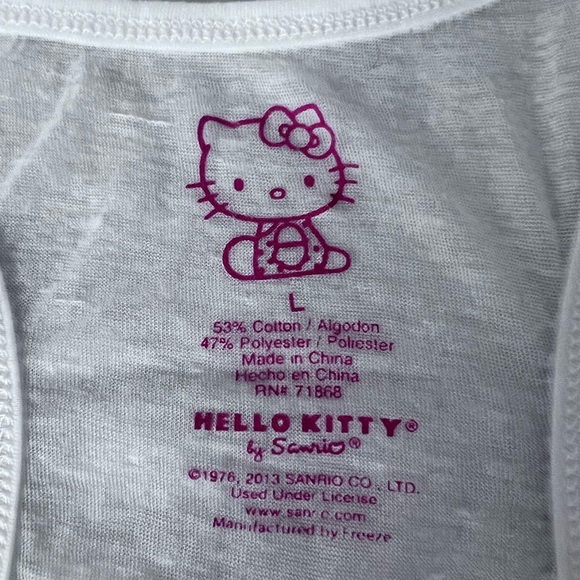 L
53% Cotton / Algodon
47% Polyester / Poliester
Made in China
Hecho en China
RN# 71868
HELLO KITTY®
by Sanrio®
©1976, 2013 SANRIO CO., LTD.
Used Under License
www.sanrio.com
Manufactured by Freeze